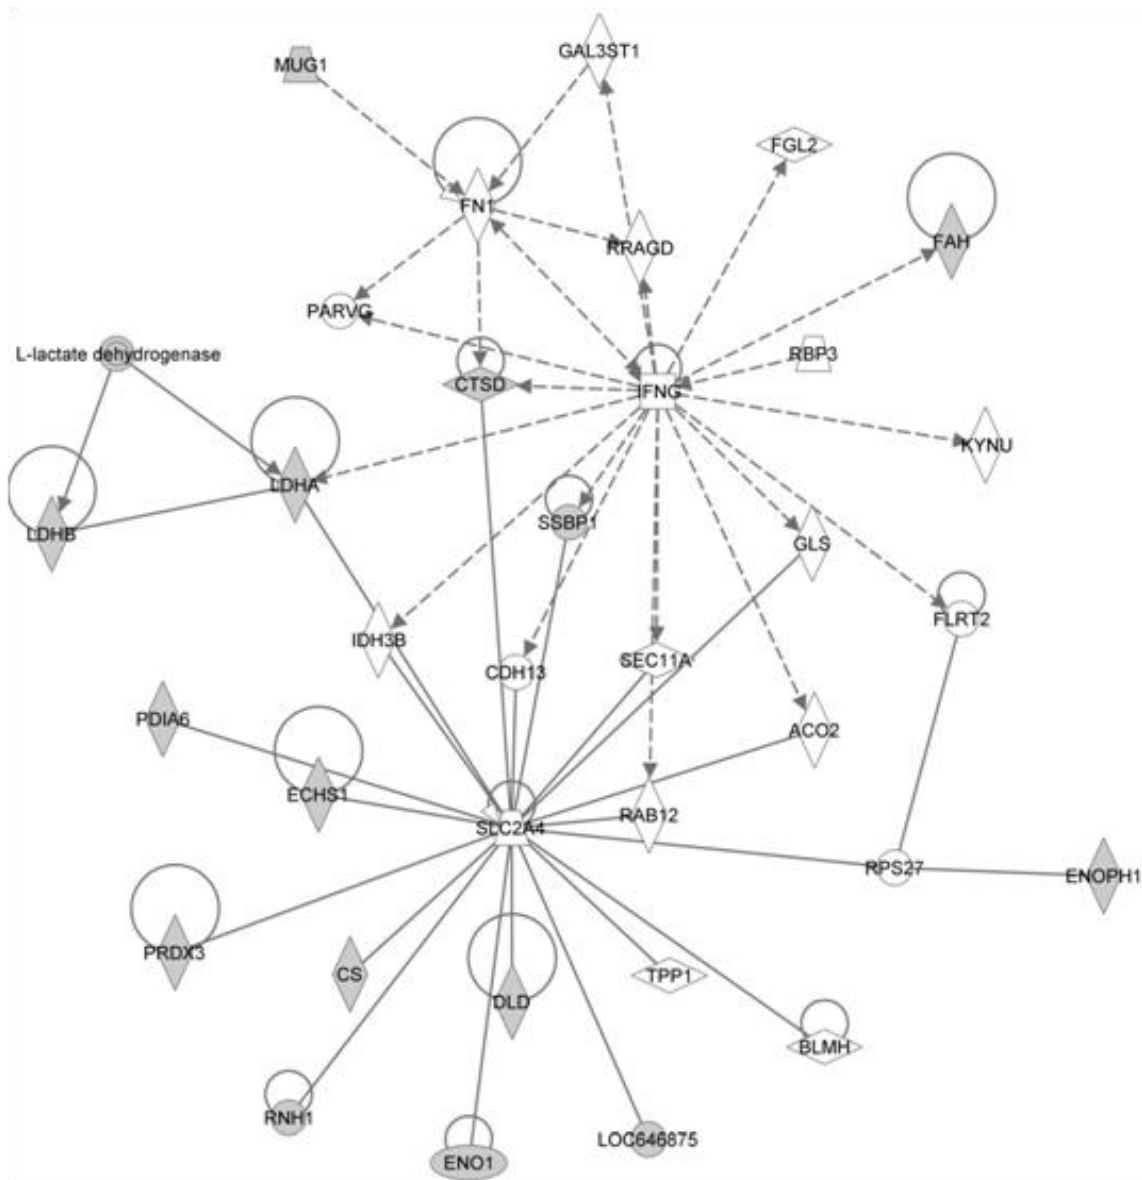 GAL3ST1
MUG1
FGL2
FN1
RRAGD
FAH
PARVG
L-lactate dehydrogenase
RBP3
CTSD
IFNG
KYNU
LDHA
SSBP1
LDHB
GLS
FLRT2
IDH3B
SEC11A
CDH13
PDIA6
ACO2
ECHS1
RAB12
SLC2A4
RPS27
ENOPH1
PRDX3
CS
TPP1
DLD
BLMH
RNH1
LOC646875
ENO1